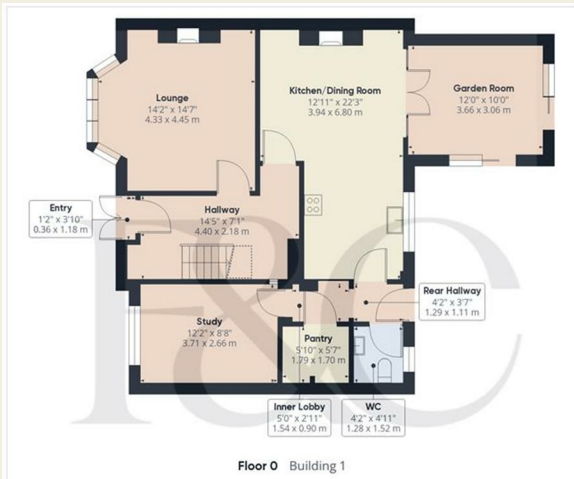 Lounge
14'2" x 14'7"
4.33 x 4.45 m
Kitchen/Dining Room
12'11" x 22'3"
3.94 x 6.80 m
Garden Room
12'0" x 10'0"
3.66 x 3.06 m
Entry
1'2" x 3'10"
0.36 x 1.18 m
Hallway
14'5" x 7'1"
4.40 x 2.18 m
Rear Hallway
4'2" x 3'7"
1.29 x 1.11 m
Study
12'2" x 8'8"
3.71 x 2.66 m
Pantry
5'10" x 5'7"
1.79 x 1.70 m
Inner Lobby
5'0" x 2'11"
1.54 x 0.90 m
WC
4'2" x 4'11"
1.28 x 1.52 m
F&C
Floor 0 Building 1